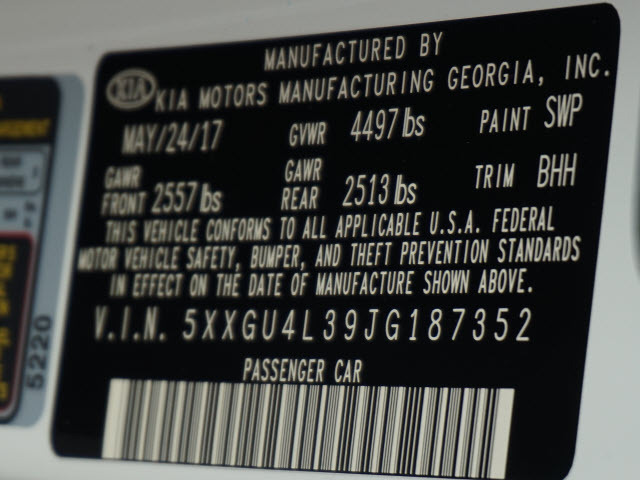 MANUFACTURED BY
KIA KIA MOTORS MANUFACTURING GEORGIA, INC.
MAY/24/17 GVWR 4497 lbs PAINT SWP
GAWR FRONT 2557 lbs GAWR REAR 2513 lbs TRIM BHH
THIS VEHICLE CONFORMS TO ALL APPLICABLE U.S.A. FEDERAL
MOTOR VEHICLE SAFETY, BUMPER, AND THEFT PREVENTION STANDARDS
IN EFFECT ON THE DATE OF MANUFACTURE SHOWN ABOVE.
V.I.N. 5XXGU4L39JG187352
PASSENGER CAR
5220